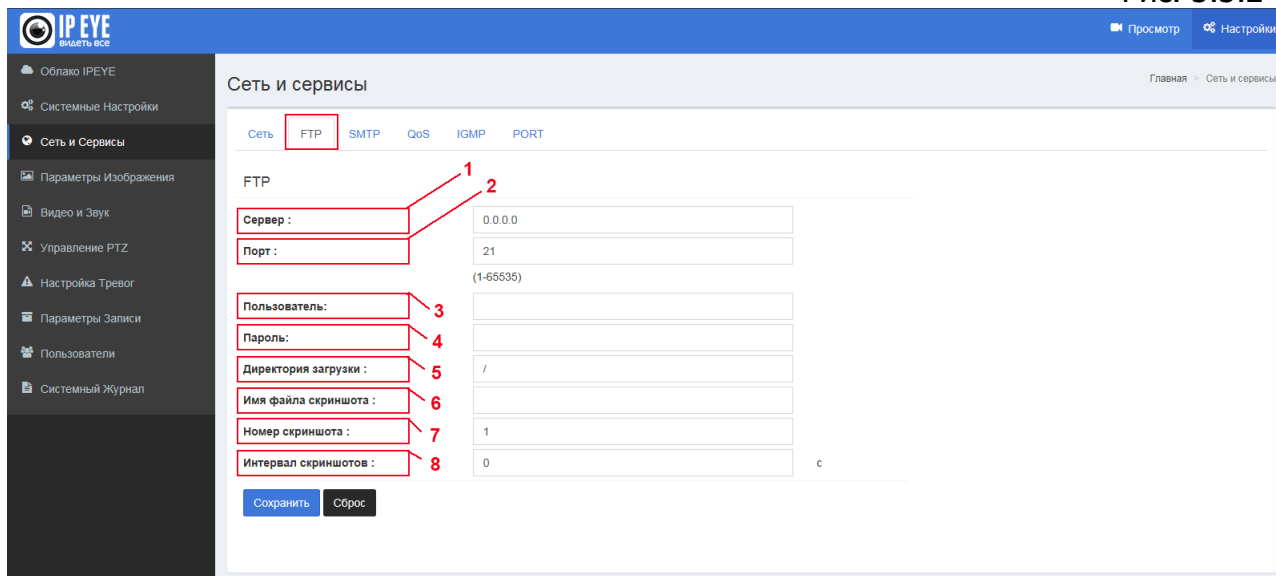 Рис. 5.3.2
IP EYE
видеть все
Просмотр
Настройки
Облако IPEYE
Системные Настройки
Сеть и Сервисы
Параметры Изображения
Видео и Звук
Управление PTZ
Настройка Тревог
Параметры Записи
Пользователи
Системный Журнал
Сеть и сервисы
Главная > Сеть и сервисы
Сеть FTP SMTP QoS IGMP PORT
FTP
1
2
Сервер : 0.0.0.0
Порт : 21
(1-65535)
Пользователь: 3
Пароль: 4
Директория загрузки : 5 /
Имя файла скриншота : 6
Номер скриншота : 7 1
Интервал скриншотов : 8 0 с
Сохранить Сброс